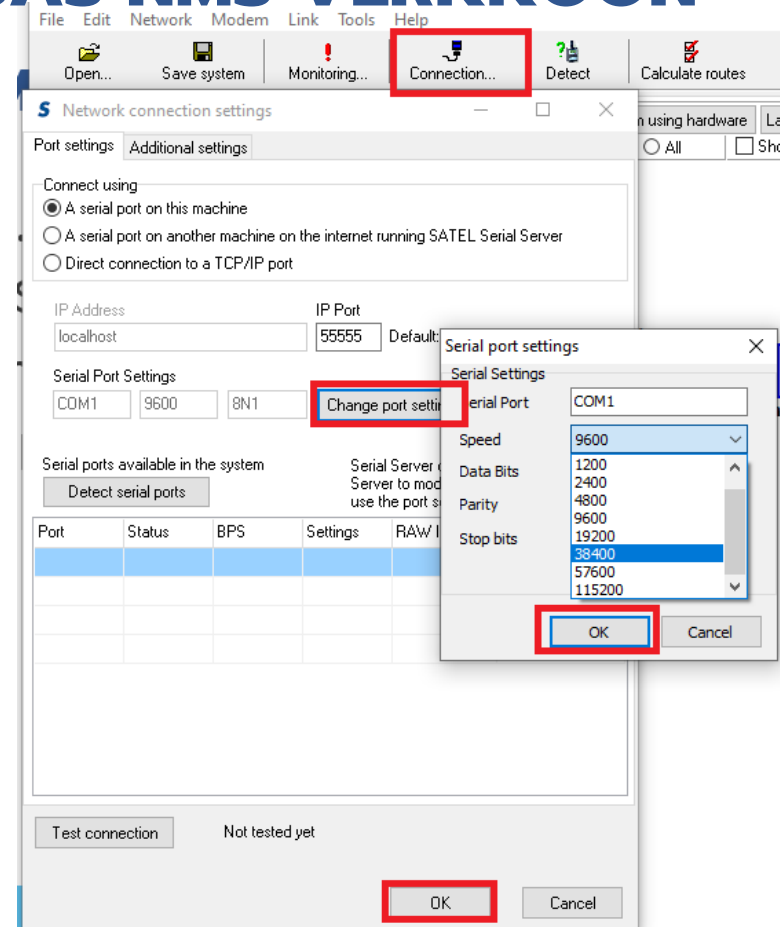 NMS VERKKOON
File Edit Network Modem Link Tools Help
Open... Save system Monitoring... Connection... Detect Calculate routes
S Network connection settings
using hardware
Port settings Additional settings
All
Connect using
A serial port on this machine
A serial port on another machine on the internet running SATEL Serial Server
Direct connection to a TCP/IP port
IP Address IP Port
localhost 55555 Default:
Serial port settings
Serial Settings
Serial Port COM1
Speed 9600
Data Bits
Parity
Stop bits
1200
2400
4800
9600
19200
38400
57600
115200
OK Cancel
Serial Port Settings
COM1 9600 8N1 Change port
Serial ports available in the system
Detect serial ports
Serial Server
Server to
use the port
Port Status BPS Settings RAW
Test connection Not tested yet
OK Cancel